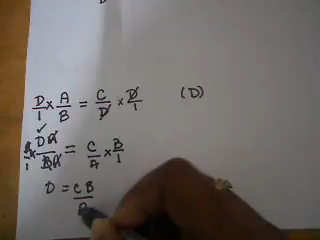 D/1 × A/B = C/D × D/1 (D)
DA/BA = C/A × B/1
D = CB/A